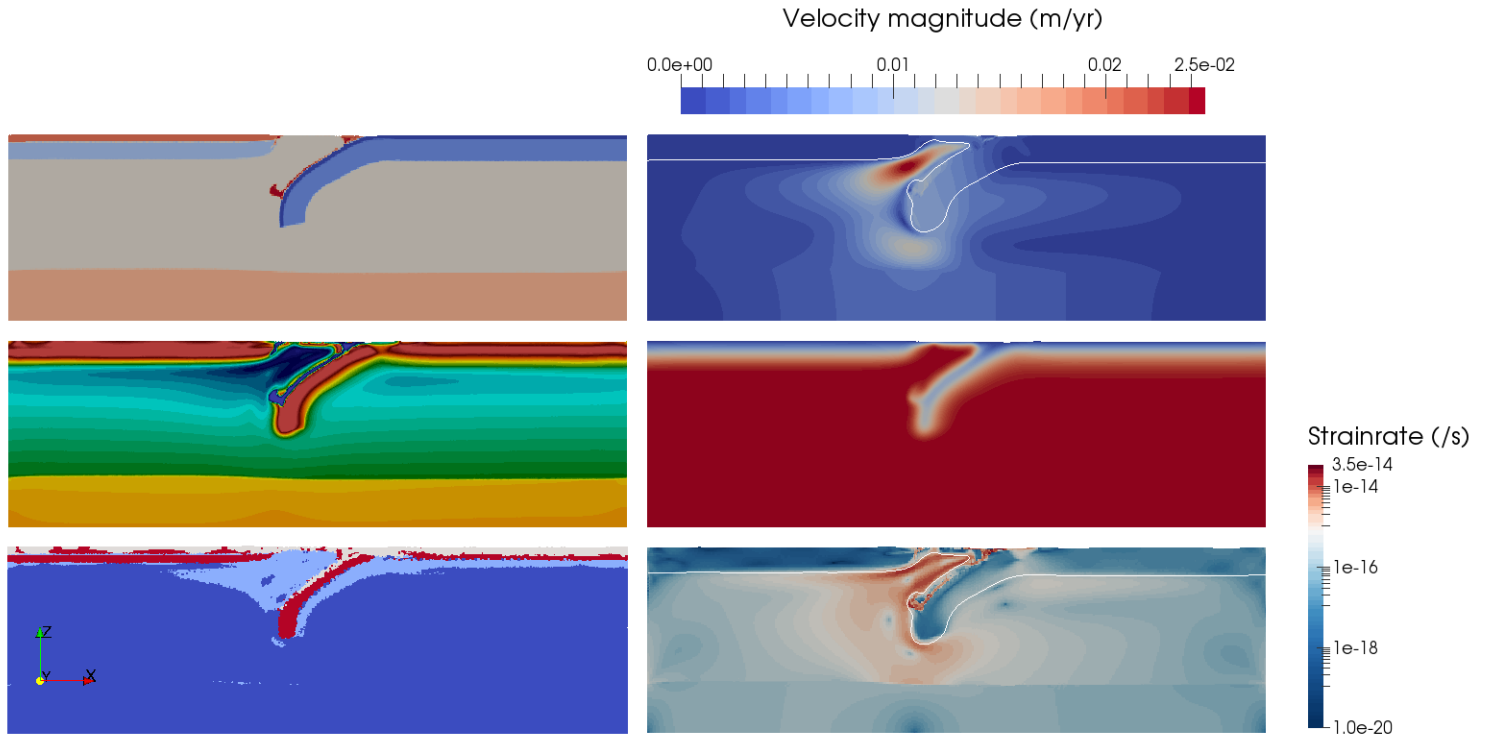 Velocity magnitude (m/yr)
0.0e+00 0.01 0.02 2.5e-02
Strainrate (/s)
3.5e-14
1e-14
1e-16
1e-18
1.0e-20
Z
Y X